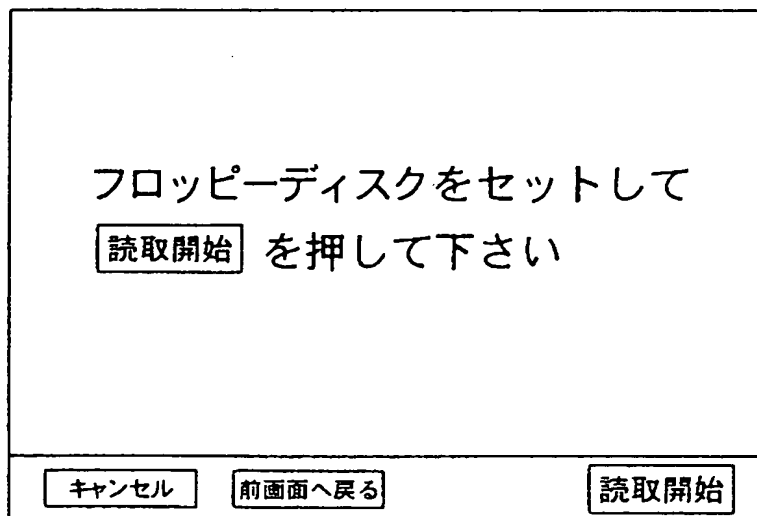 フロッピーディスクをセットして
読取開始 を押して下さい
キャンセル 前画面へ戻る 読取開始